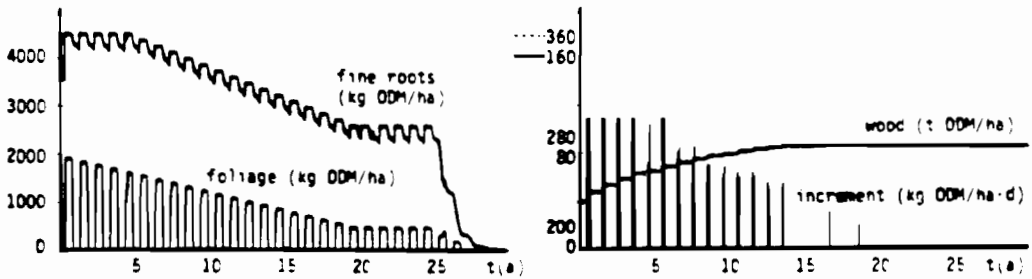 4000
3000
2000
1000
0
fine roots
(kg ODM/ha)
foliage (kg ODM/ha)
5 10 15 20 25 t(a)
360
160
280
80
200
0
wood (t ODM/ha)
increment (kg ODM/ha·d)
5 10 15 20 25 t(a)